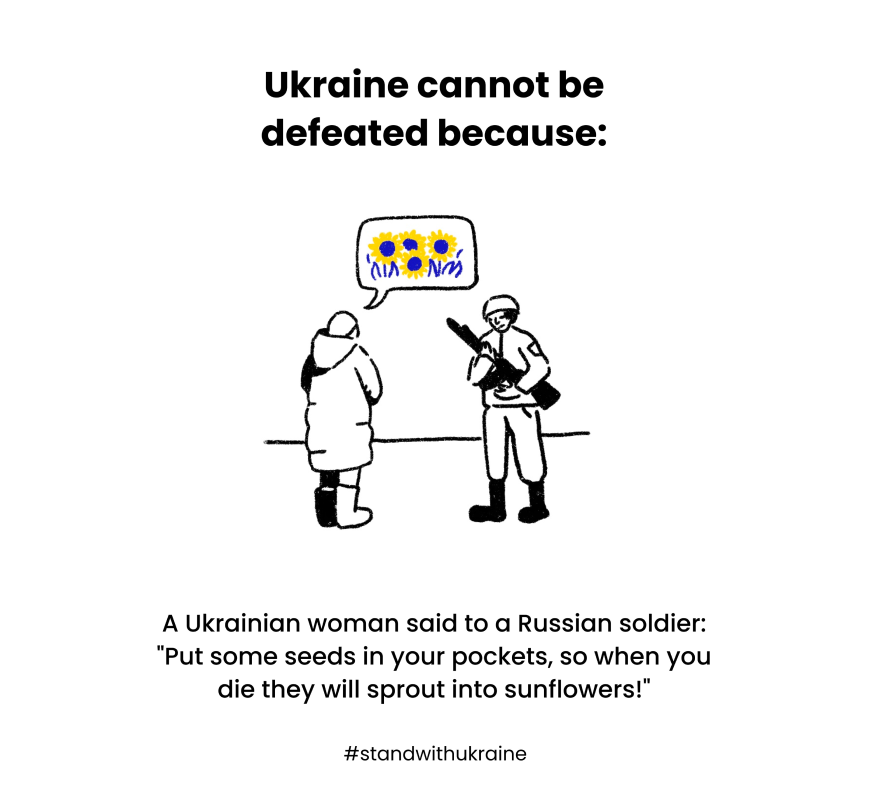 Ukraine cannot be
defeated because:
A Ukrainian woman said to a Russian soldier:
"Put some seeds in your pockets, so when you
die they will sprout into sunflowers!"
#standwithukraine